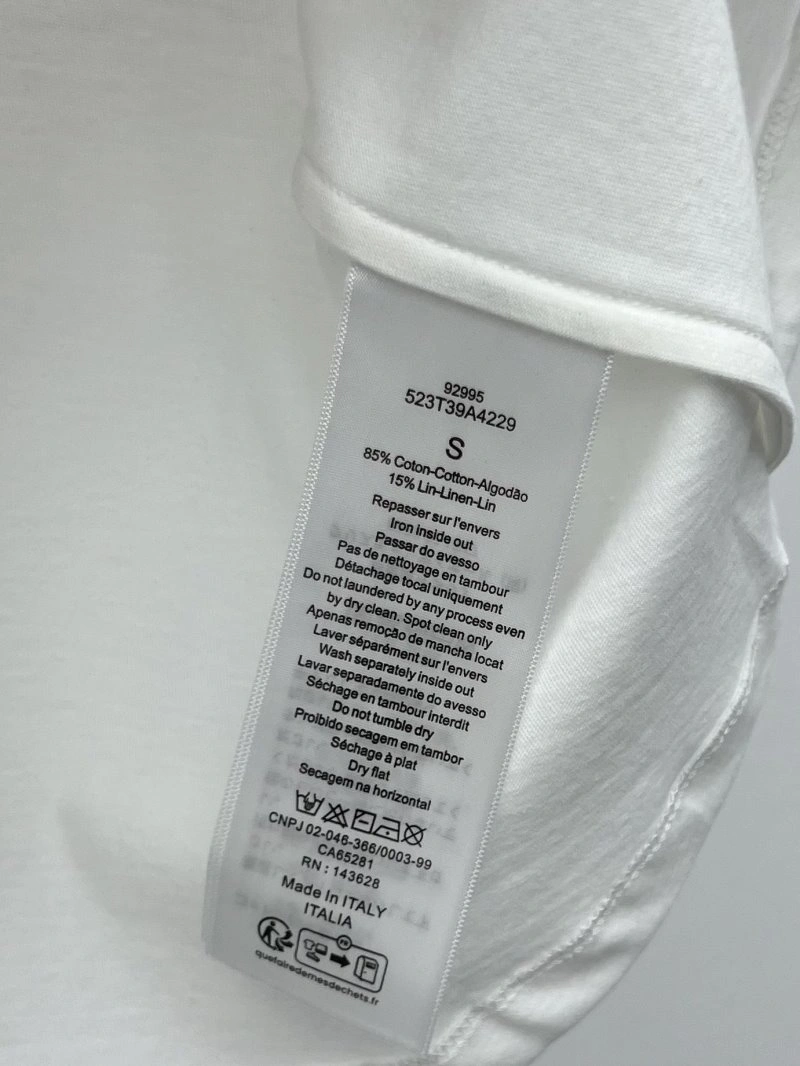 92995
523T39A4229
S
85% Coton-Cotton-Algodão
15% Lin-Linen-Lin
Repasser sur l'envers
Iron inside out
Passar do avesso
Pas de nettoyage en tambour
Détachage tocal uniquement
Do not laundered by any process even
by dry clean. Spot clean only
Apenas remoção de mancha locat
Laver séparément sur l'envers
Wash separately inside out
Lavar separadamente do avesso
Séchage en tambour interdit
Do not tumble dry
Proibido secagem em tambor
Séchage à plat
Dry flat
Secagem na horizontal
CNPJ 02-046-366/0003-99
CA65281
RN : 143628
Made In ITALY
ITALIA
FR
quefairedemesdechets.fr